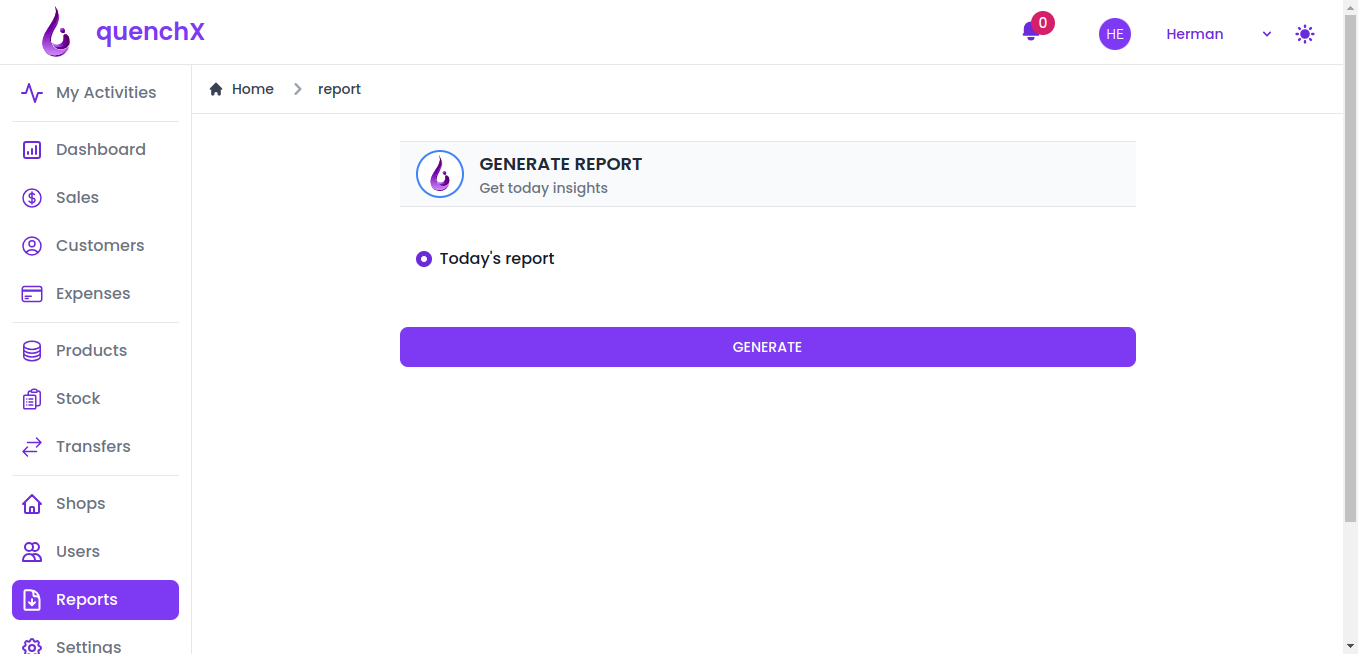 quenchX
0
HE
Herman
My Activities
Dashboard
Sales
Customers
Expenses
Products
Stock
Transfers
Shops
Users
Reports
Settings
Home
report
GENERATE REPORT
Get today insights
Today's report
GENERATE